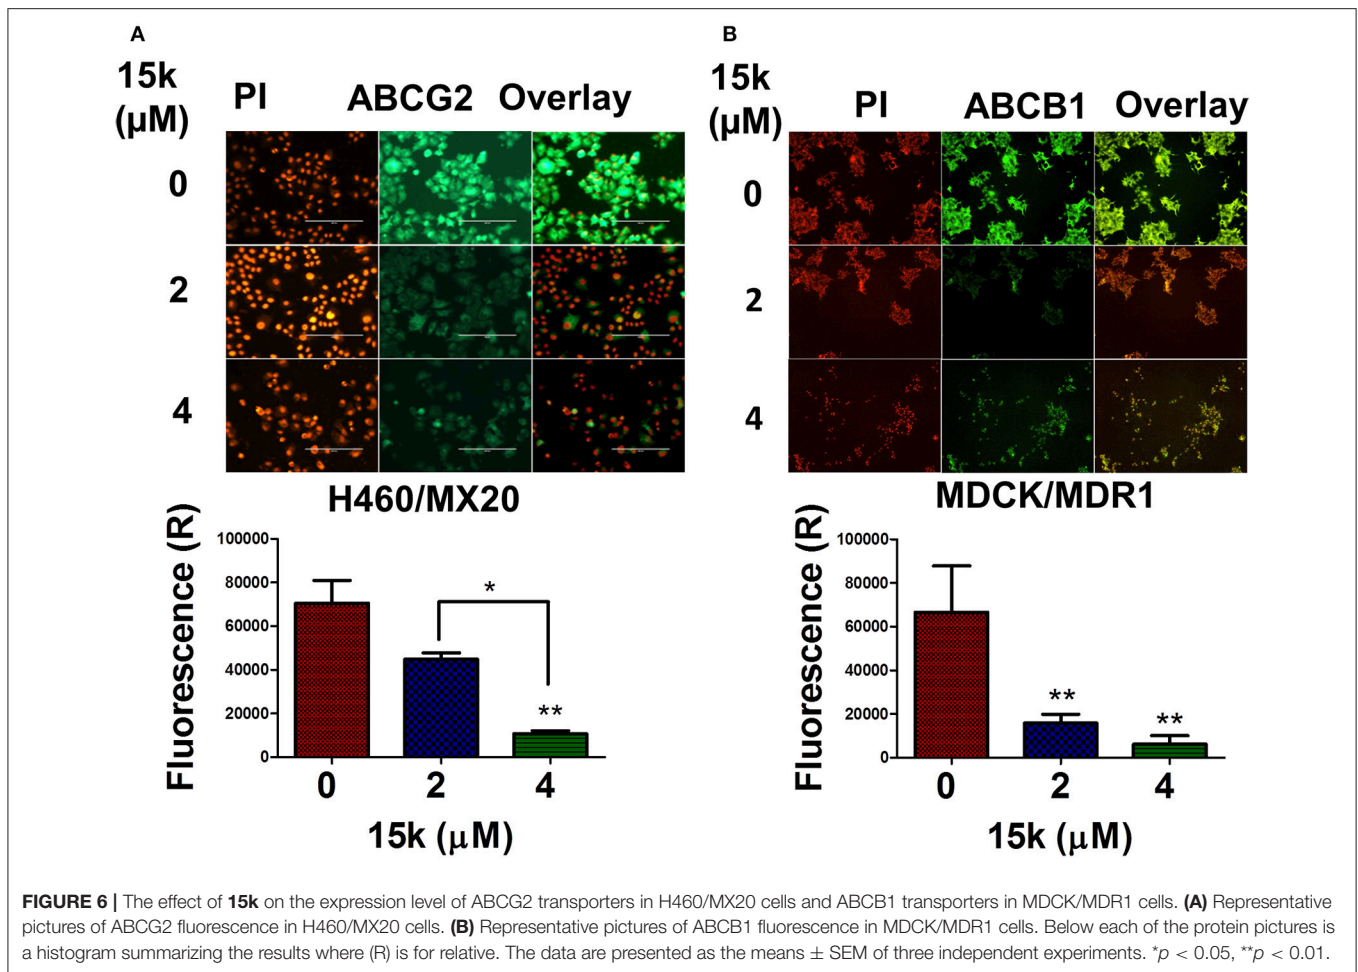 A
15k
(µM)
PI ABCG2 Overlay
0
2
4
H460/MX20
Fluorescence (R)
100000
80000
60000
40000
20000
0
*
**
0 2 4
15k (µM)
B
15k
(µM)
PI ABCB1 Overlay
0
2
4
MDCK/MDR1
Fluorescence (R)
100000
80000
60000
40000
20000
0
** **
0 2 4
15k (µM)
FIGURE 6 | The effect of 15k on the expression level of ABCG2 transporters in H460/MX20 cells and ABCB1 transporters in MDCK/MDR1 cells. (A) Representative
pictures of ABCG2 fluorescence in H460/MX20 cells. (B) Representative pictures of ABCB1 fluorescence in MDCK/MDR1 cells. Below each of the protein pictures is
a histogram summarizing the results where (R) is for relative. The data are presented as the means ± SEM of three independent experiments. *p < 0.05, **p < 0.01.